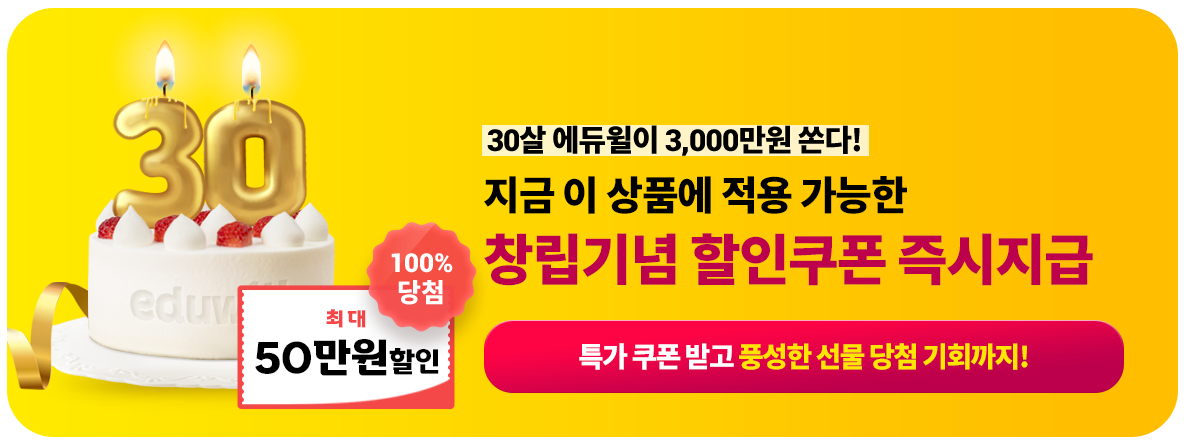 30
eduwill
100%
당첨
최대
50만원할인
30살 에듀윌이 3,000만원 쏜다!
지금 이 상품에 적용 가능한
창립기념 할인쿠폰 즉시지급
특가 쿠폰 받고 풍성한 선물 당첨 기회까지!